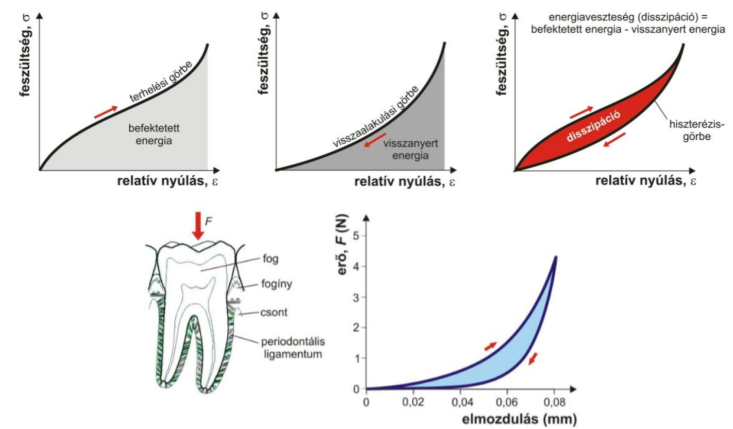 feszültség, σ
terhelési görbe
befektetett
energia
relatív nyúlás, ε
feszültség, σ
visszaalakulási görbe
visszanyert
energia
relatív nyúlás, ε
energiaveszteség (disszipáció) =
befektetett energia - visszanyert energia
feszültség, σ
disszipáció
hiszterézis-
görbe
relatív nyúlás, ε
F
fog
fogíny
csont
periodontális
ligamentum
erő, F (N)
5
4
3
2
1
0
0 0,02 0,04 0,06 0,08
elmozdulás (mm)